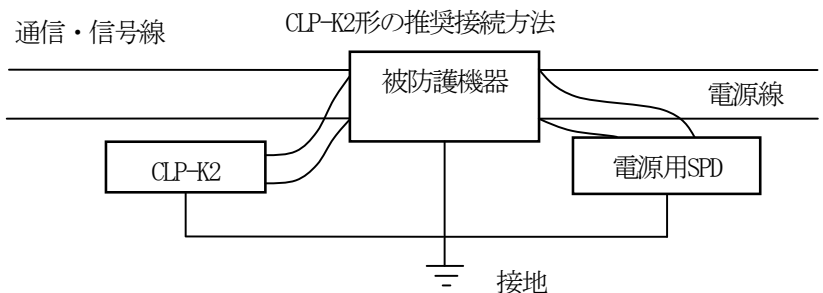 CLP-K2形の推奨接続方法
通信・信号線
被防護機器
電源線
CLP-K2
電源用SPD
接地